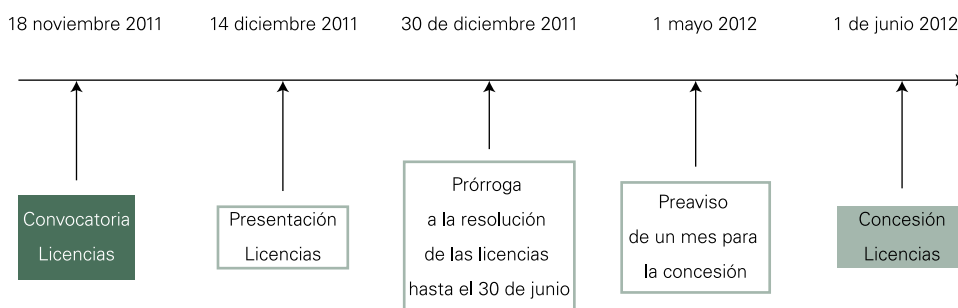 18 noviembre 2011
14 diciembre 2011
30 de diciembre 2011
1 mayo 2012
1 de junio 2012
Convocatoria
Licencias
Presentación
Licencias
Prórroga
a la resolución
de las licencias
hasta el 30 de junio
Preaviso
de un mes para
la concesión
Concesión
Licencias